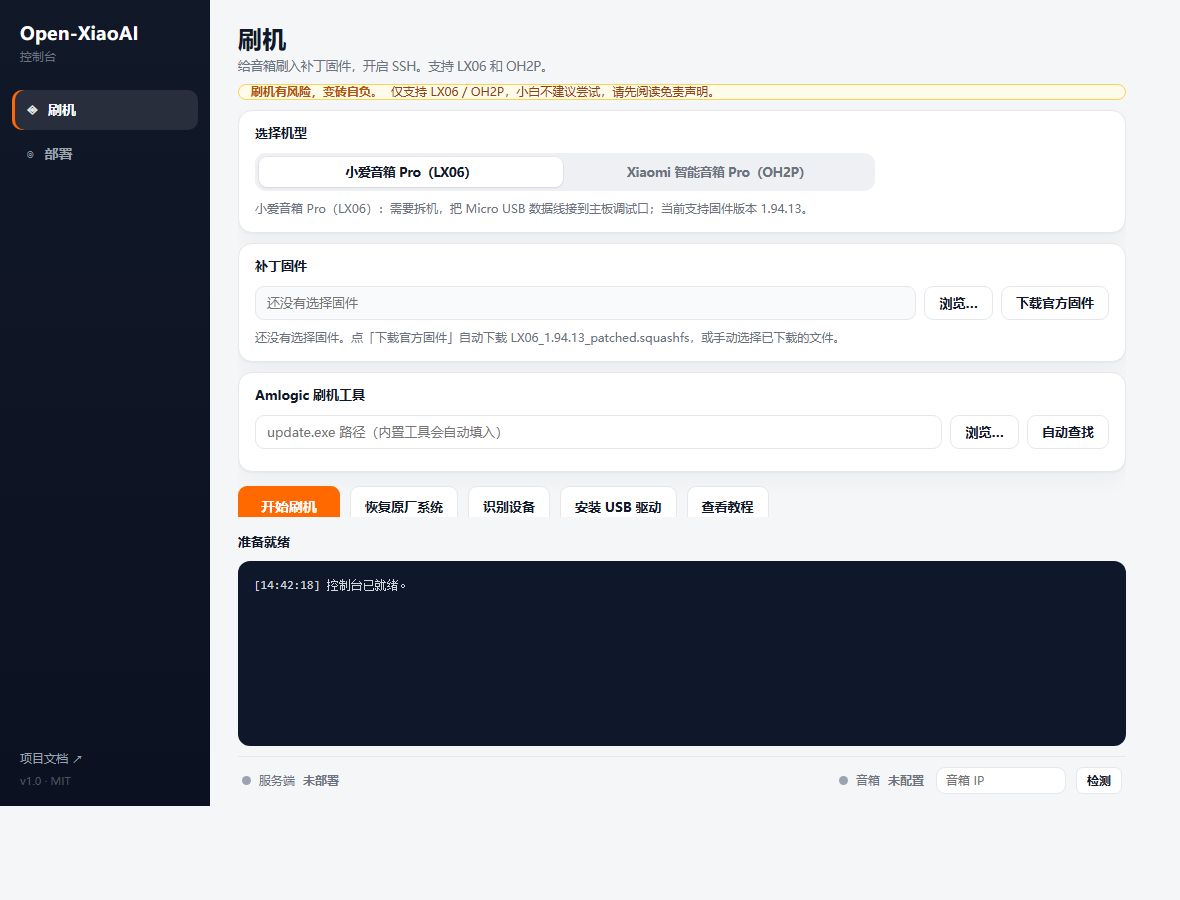 Open-XiaoAI
控制台
刷机
部署
项目文档 ↗
v1.0 · MIT
刷机
给音箱刷入补丁固件，开启 SSH。支持 LX06 和 OH2P。
刷机有风险，变砖自负。 仅支持 LX06 / OH2P，小白不建议尝试，请先阅读免责声明。
选择机型
小爱音箱 Pro（LX06） Xiaomi 智能音箱 Pro（OH2P）
小爱音箱 Pro（LX06）：需要拆机，把 Micro USB 数据线接到主板调试口；当前支持固件版本 1.94.13。
补丁固件
还没有选择固件 浏览... 下载官方固件
还没有选择固件。点「下载官方固件」自动下载 LX06_1.94.13_patched.squashfs，或手动选择已下载的文件。
Amlogic 刷机工具
update.exe 路径（内置工具会自动填入） 浏览... 自动查找
开始刷机 恢复原厂系统 识别设备 安装 USB 驱动 查看教程
准备就绪
[14:42:18] 控制台已就绪。
服务端 未部署 音箱 未配置 音箱 IP 检测